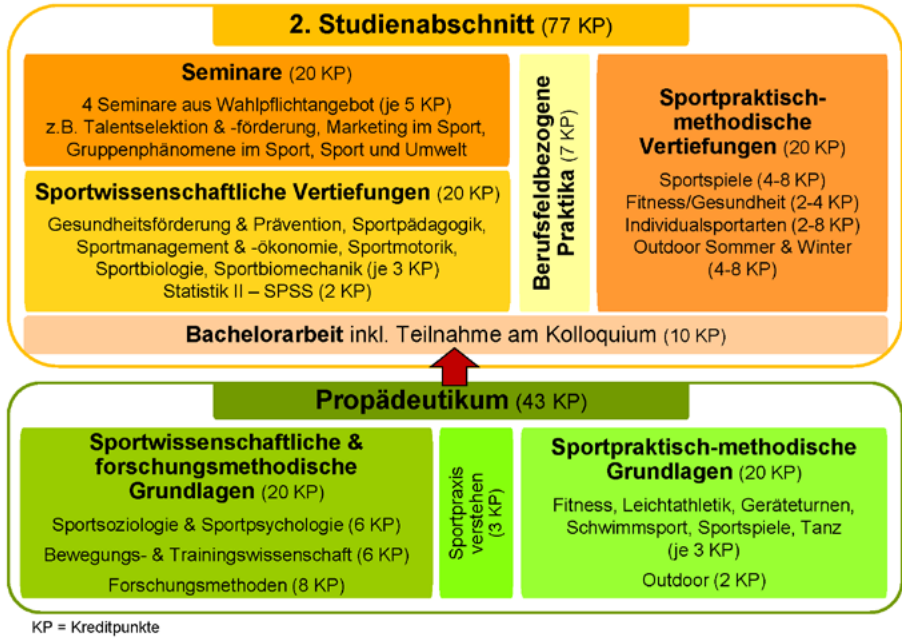 2. Studienabschnitt (77 KP)
Seminare (20 KP)
4 Seminare aus Wahlpflichtangebot (je 5 KP)
z.B. Talentselektion & -förderung, Marketing im Sport,
Gruppenphänomene im Sport, Sport und Umwelt
Sportwissenschaftliche Vertiefungen (20 KP)
Gesundheitsförderung & Prävention, Sportpädagogik,
Sportmanagement & -ökonomie, Sportmotorik,
Sportbiologie, Sportbiomechanik (je 3 KP)
Statistik II – SPSS (2 KP)
Berufsfeldbezogene
Praktika (7 KP)
Sportpraktisch-
methodische
Vertiefungen (20 KP)
Sportspiele (4-8 KP)
Fitness/Gesundheit (2-4 KP)
Individualsportarten (2-8 KP)
Outdoor Sommer & Winter
(4-8 KP)
Bachelorarbeit inkl. Teilnahme am Kolloquium (10 KP)
Propädeutikum (43 KP)
Sportwissenschaftliche &
forschungsmethodische
Grundlagen (20 KP)
Sportsoziologie & Sportpsychologie (6 KP)
Bewegungs- & Trainingswissenschaft (6 KP)
Forschungsmethoden (8 KP)
Sportpraxis
verstehen
(3 KP)
Sportpraktisch-methodische
Grundlagen (20 KP)
Fitness, Leichtathletik, Geräteturnen,
Schwimmsport, Sportspiele, Tanz
(je 3 KP)
Outdoor (2 KP)
KP = Kreditpunkte